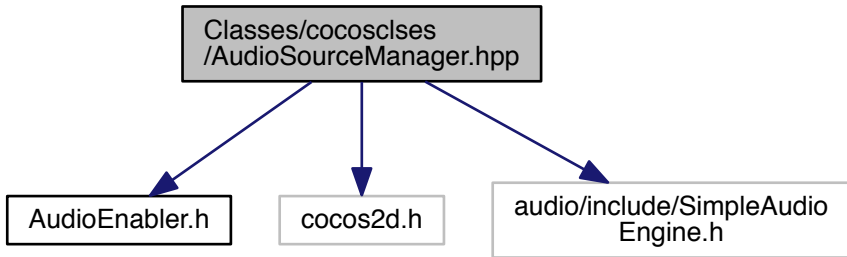 Classes/cocosclses
/AudioSourceManager.hpp
AudioEnabler.h
cocos2d.h
audio/include/SimpleAudio
Engine.h